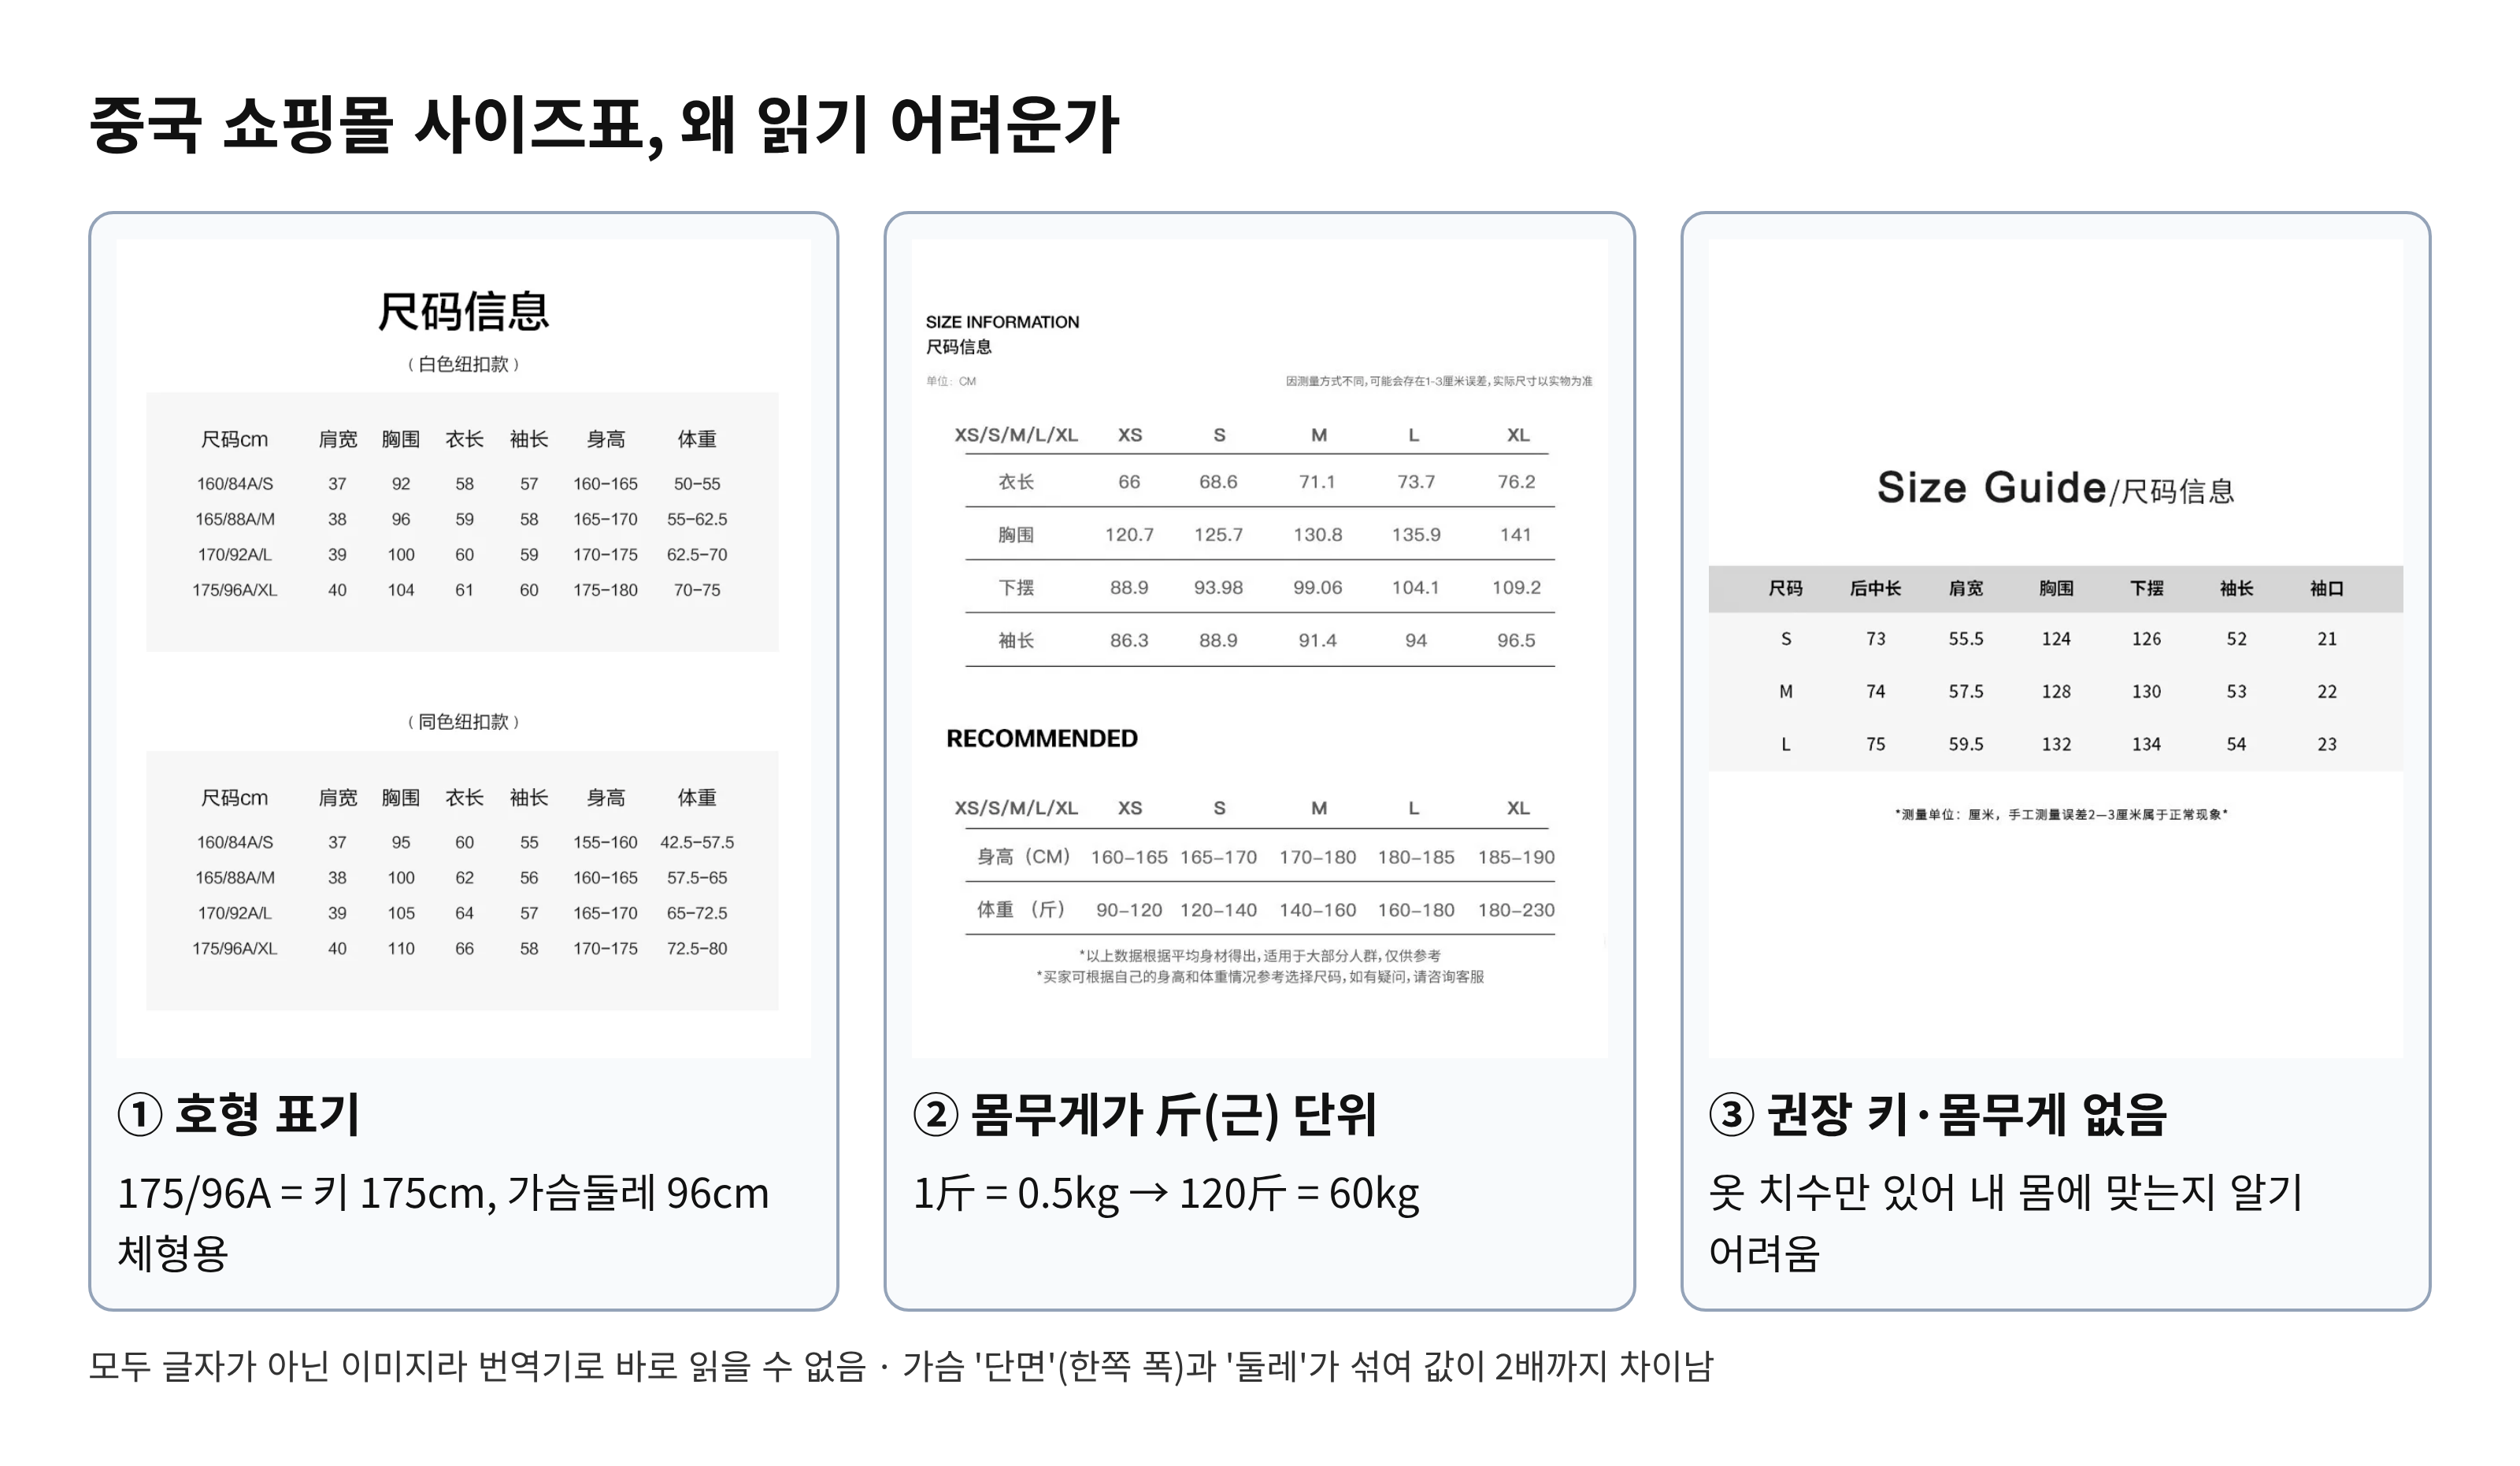 중국 쇼핑몰 사이즈표, 왜 읽기 어려운가
尺码信息
（白色纽扣款）
尺码cm 肩宽 胸围 衣长 袖长 身高 体重
160/84A/S 37 92 58 57 160-165 50-55
165/88A/M 38 96 59 58 165-170 55-62.5
170/92A/L 39 100 60 59 170-175 62.5-70
175/96A/XL 40 104 61 60 175-180 70-75
（同色纽扣款）
尺码cm 肩宽 胸围 衣长 袖长 身高 体重
160/84A/S 37 95 60 55 155-160 42.5-57.5
165/88A/M 38 100 62 56 160-165 57.5-65
170/92A/L 39 105 64 57 165-170 65-72.5
175/96A/XL 40 110 66 58 170-175 72.5-80
① 호형 표기
175/96A = 키 175cm, 가슴둘레 96cm
체형용
SIZE INFORMATION
尺码信息
单位：CM 因测量方式不同，可能会存在1-3厘米误差，实际尺寸以实物为准
XS/S/M/L/XL XS S M L XL
衣长 66 68.6 71.1 73.7 76.2
胸围 120.7 125.7 130.8 135.9 141
下摆 88.9 93.98 99.06 104.1 109.2
袖长 86.3 88.9 91.4 94 96.5
RECOMMENDED
XS/S/M/L/XL XS S M L XL
身高（CM） 160–165 165–170 170–180 180–185 185–190
体重 （斤） 90–120 120–140 140–160 160–180 180–230
*以上数据根据平均身材得出，适用于大部分人群，仅供参考
*买家可根据自己的身高和体重情况参考选择尺码，如有疑问，请咨询客服
② 몸무게가 斤(근) 단위
1斤 = 0.5kg → 120斤 = 60kg
Size Guide/尺码信息
尺码 后中长 肩宽 胸围 下摆 袖长 袖口
S 73 55.5 124 126 52 21
M 74 57.5 128 130 53 22
L 75 59.5 132 134 54 23
*测量单位：厘米，手工测量误差2—3厘米属于正常现象*
③ 권장 키·몸무게 없음
옷 치수만 있어 내 몸에 맞는지 알기
어려움
모두 글자가 아닌 이미지라 번역기로 바로 읽을 수 없음 · 가슴 '단면'(한쪽 폭)과 '둘레'가 섞여 값이 2배까지 차이남